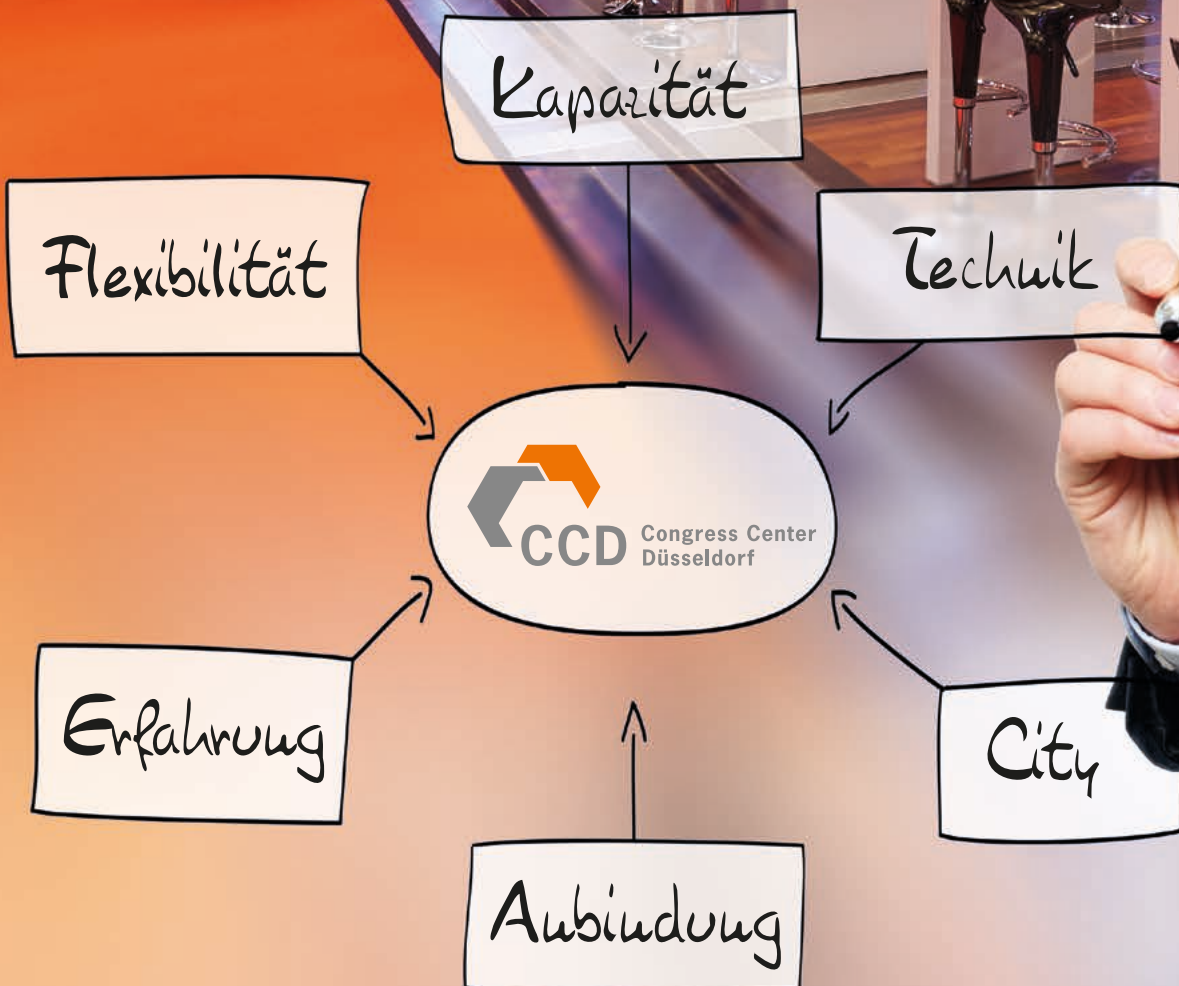 Kapazität
Flexibilität
Technik
CCD Congress Center
Düsseldorf
Erfahrung
City
Anbindung